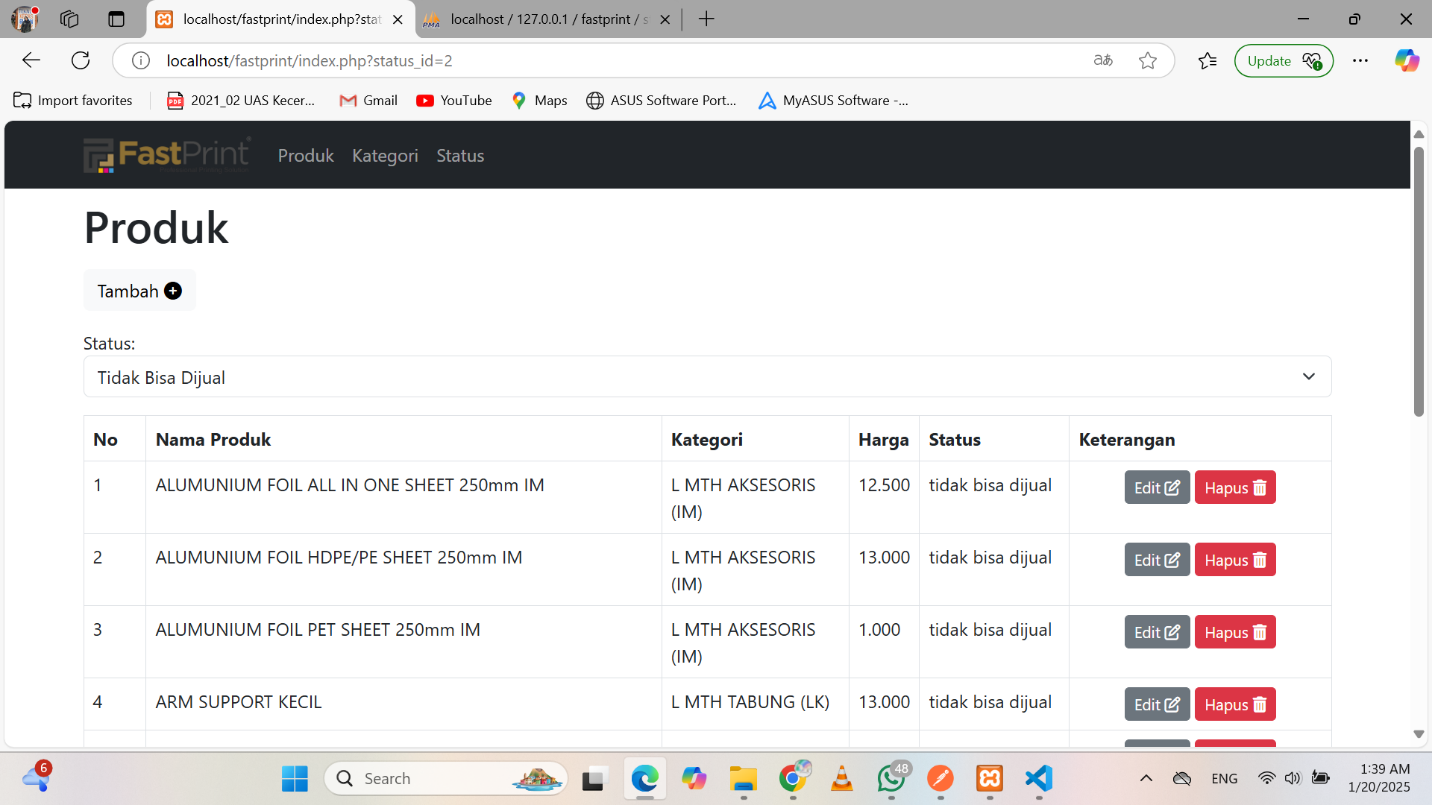 localhost/fastprint/index.php?stat
localhost / 127.0.0.1 / fastprint / s
localhost/fastprint/index.php?status_id=2
Update
Import favorites
2021_02 UAS Kecer...
Gmail
YouTube
Maps
ASUS Software Port...
MyASUS Software -...
FastPrint
Produk
Kategori
Status
Produk
Tambah
Status:
Tidak Bisa Dijual
No Nama Produk Kategori Harga Status Keterangan
1 ALUMUNIUM FOIL ALL IN ONE SHEET 250mm IM L MTH AKSESORIS 12.500 tidak bisa dijual Edit Hapus
(IM)
2 ALUMUNIUM FOIL HDPE/PE SHEET 250mm IM L MTH AKSESORIS 13.000 tidak bisa dijual Edit Hapus
(IM)
3 ALUMUNIUM FOIL PET SHEET 250mm IM L MTH AKSESORIS 1.000 tidak bisa dijual Edit Hapus
(IM)
4 ARM SUPPORT KECIL L MTH TABUNG (LK) 13.000 tidak bisa dijual Edit Hapus
6
Search
48
ENG
1:39 AM
1/20/2025